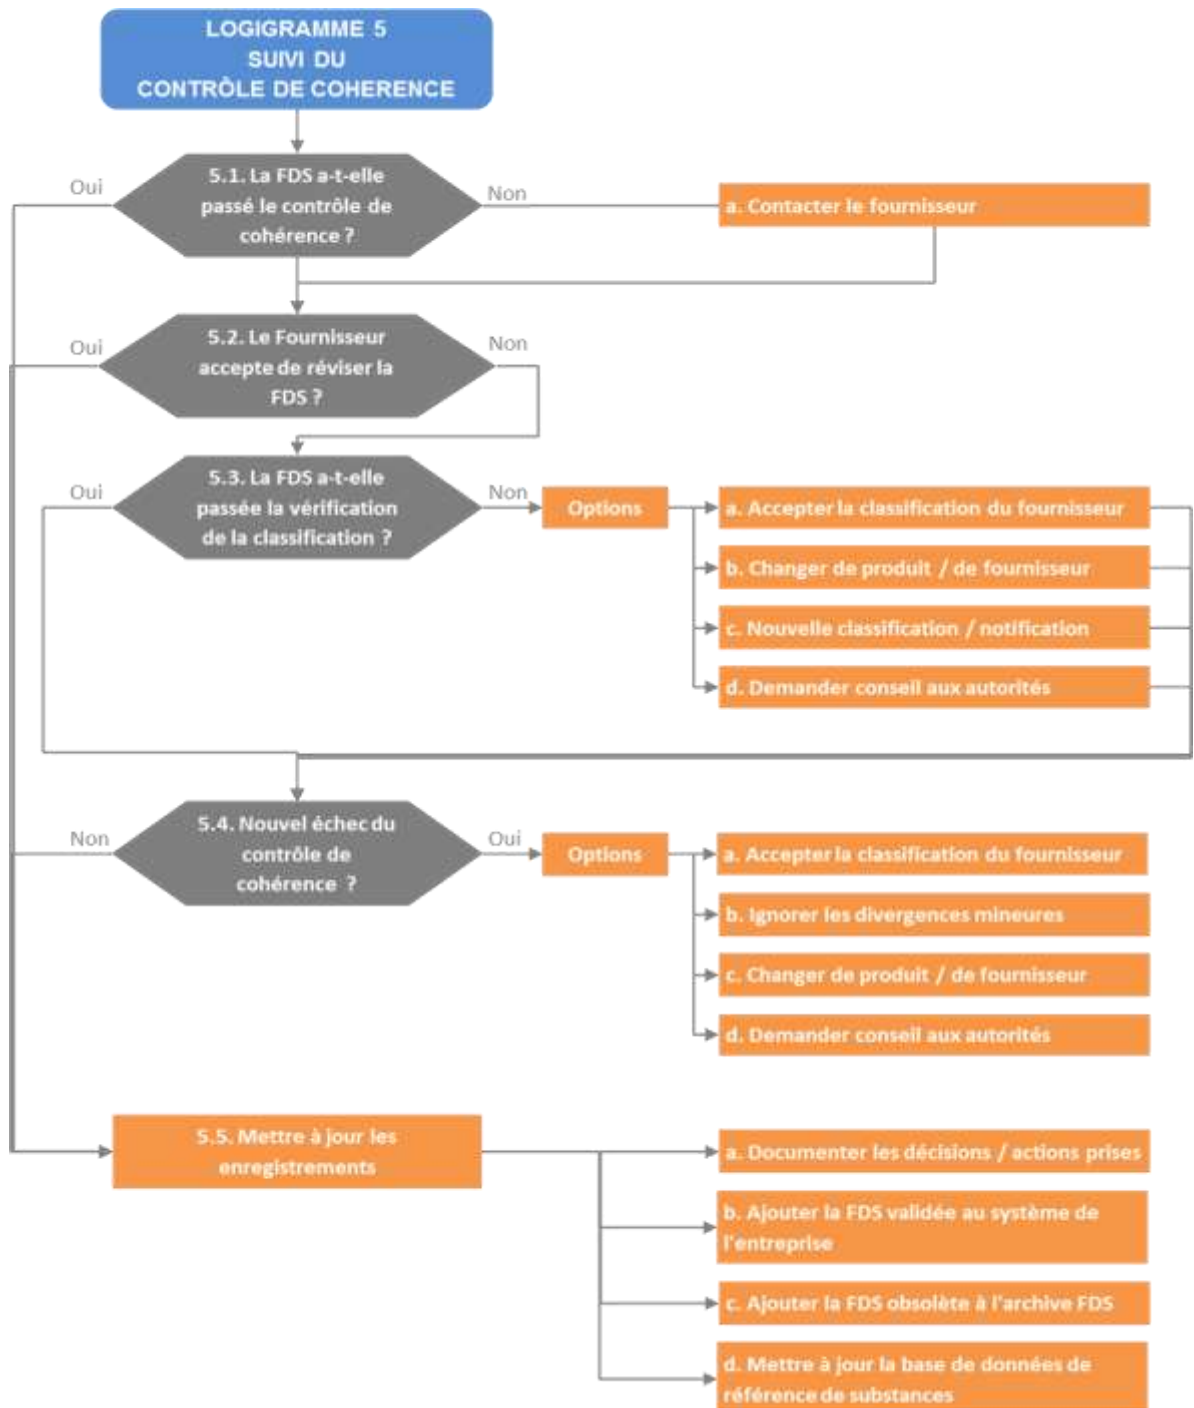 LOGIGRAMME 5
SUIVI DU
CONTRÔLE DE COHERENCE
5.1. La FDS a-t-elle
passé le contrôle de
cohérence ?
Oui
Non
a. Contacter le fournisseur
5.2. Le Fournisseur
accepte de réviser la
FDS ?
Oui
Non
5.3. La FDS a-t-elle
passée la vérification
de la classification ?
Oui
Non
Options
a. Accepter la classification du fournisseur
b. Changer de produit / de fournisseur
c. Nouvelle classification / notification
d. Demander conseil aux autorités
5.4. Nouvel échec du
contrôle de
cohérence ?
Non
Oui
Options
a. Accepter la classification du fournisseur
b. Ignorer les divergences mineures
c. Changer de produit / de fournisseur
d. Demander conseil aux autorités
5.5. Mettre à jour les
enregistrements
a. Documenter les décisions / actions prises
b. Ajouter la FDS validée au système de
l'entreprise
c. Ajouter la FDS obsolète à l'archive FDS
d. Mettre à jour la base de données de
référence de substances